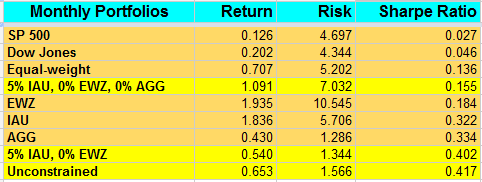 Monthly Portfolios Return Risk Sharpe Ratio
SP 500 0.126 4.697 0.027
Dow Jones 0.202 4.344 0.046
Equal-weight 0.707 5.202 0.136
5% IAU, 0% EWZ, 0% AGG 1.091 7.032 0.155
EWZ 1.935 10.545 0.184
IAU 1.836 5.706 0.322
AGG 0.430 1.286 0.334
5% IAU, 0% EWZ 0.540 1.344 0.402
Unconstrained 0.653 1.566 0.417